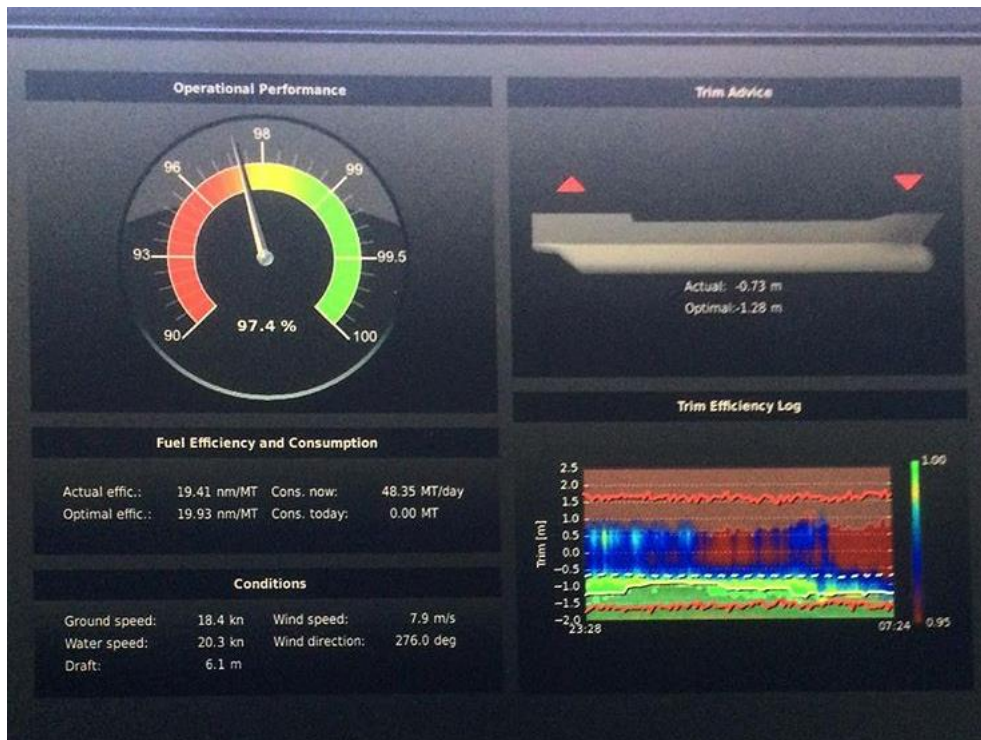 Operational Performance
90
93
96
98
99
99.5
100
97.4 %
Trim Advice
Actual: -0.73 m
Optimal:-1.28 m
Fuel Efficiency and Consumption
Actual effic.: 19.41 nm/MT Cons. now: 48.35 MT/day
Optimal effic.: 19.93 nm/MT Cons. today: 0.00 MT
Conditions
Ground speed: 18.4 kn Wind speed: 7.9 m/s
Water speed: 20.3 kn Wind direction: 276.0 deg
Draft: 6.1 m
Trim Efficiency Log
Trim [m]
2.5
2.0
1.5
1.0
0.5
0.0
−0.5
−1.0
−1.5
−2.0
23:28 07:24
1.00
0.95